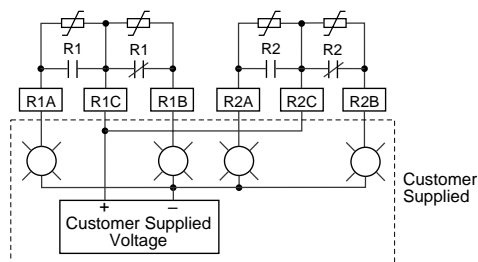 R1 R1 R2 R2
R1A R1C R1B R2A R2C R2B
Customer
Supplied
+ –
Customer Supplied
Voltage